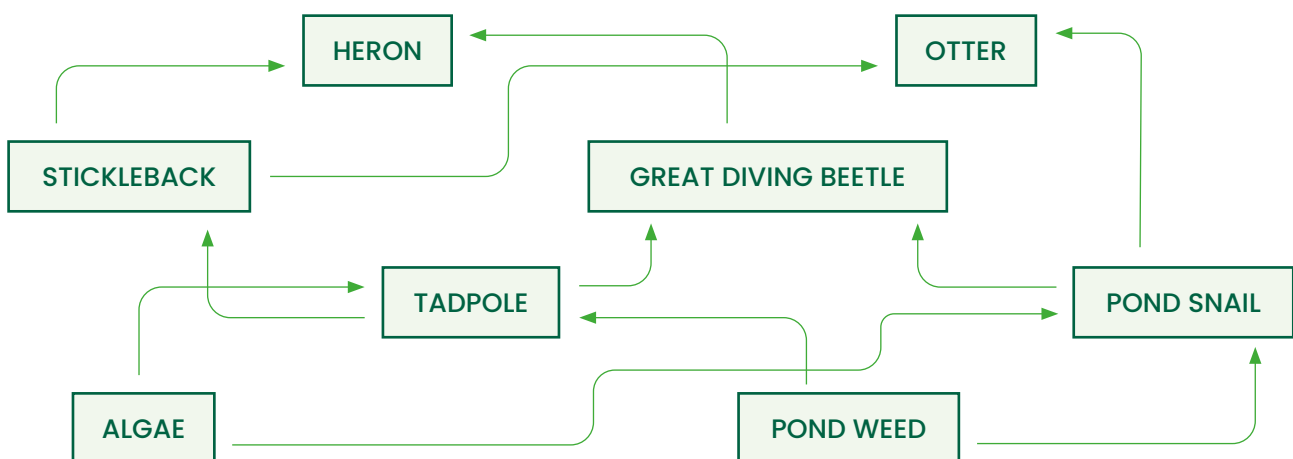 HERON
OTTER
STICKLEBACK
GREAT DIVING BEETLE
TADPOLE
POND SNAIL
ALGAE
POND WEED